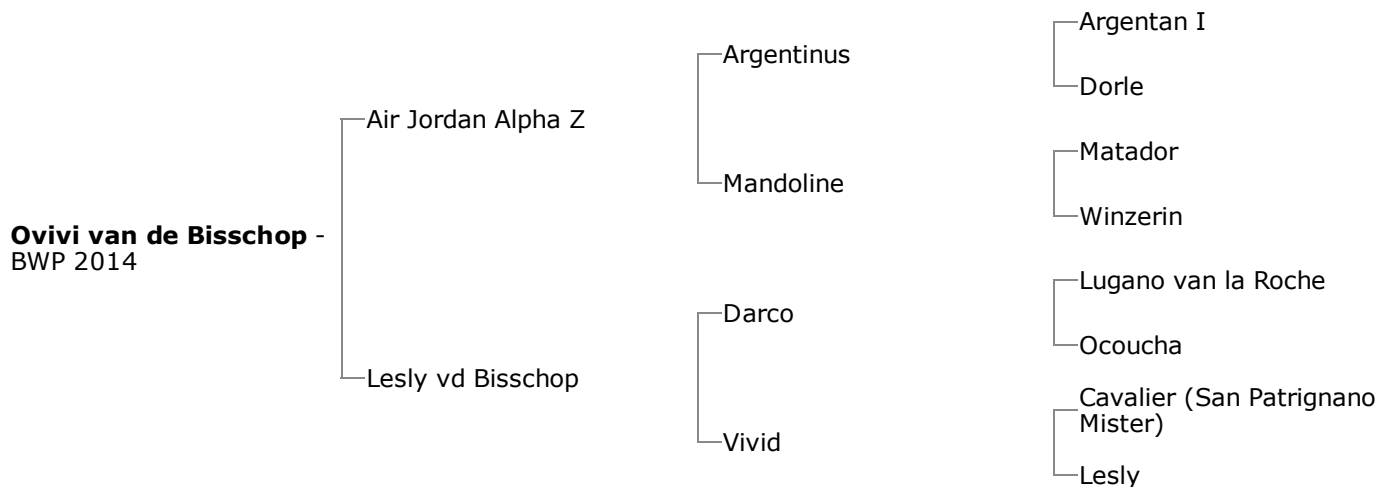 Argentan I
Argentinus
Dorle
Air Jordan Alpha Z
Matador
Mandoline
Winzerin
Ovivi van de Bisschop -
BWP 2014
Lugano van la Roche
Darco
Ocoucha
Lesly vd Bisschop
Cavalier (San Patrignano
Mister)
Vivid
Lesly